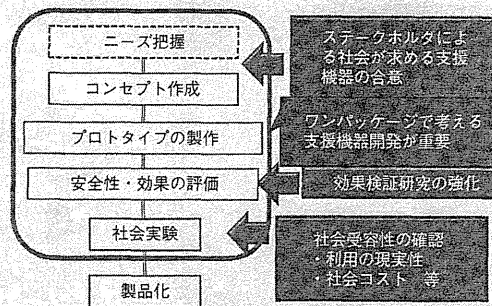 ニーズ把握
コンセプト作成
プロトタイプの製作
安全性・効果の評価
社会実験
製品化
ステークホルダによ
る社会が求める支援
機器の合意
ワンパッケージで考える
支援機器開発が重要
効果検証研究の強化
社会受容性の確認
・利用の現実性
・社会コスト 等